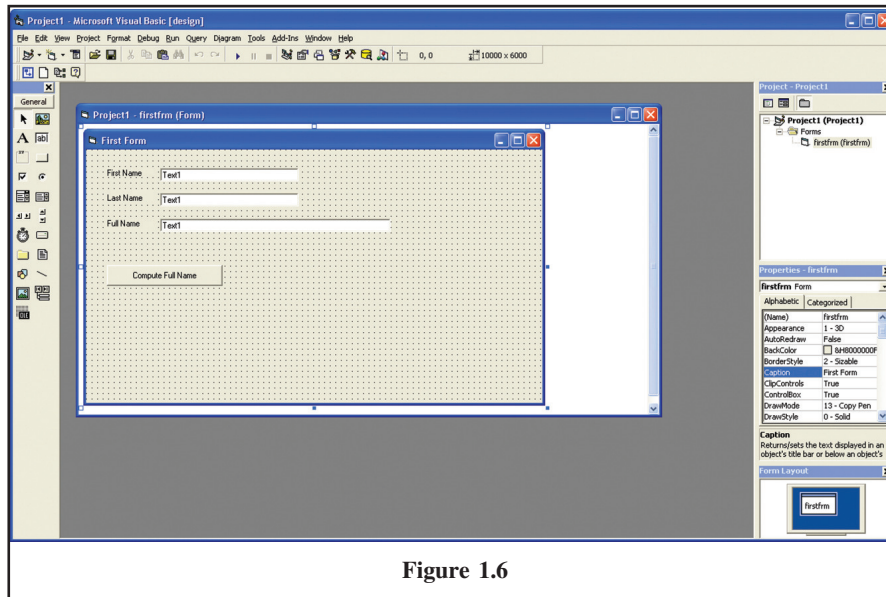 Project1 - Microsoft Visual Basic [design]
File Edit View Project Format Debug Run Query Diagram Tools Add-Ins Window Help
0, 0 10000 x 6000
General
A ab|
Project1 - firstfrm (Form)
First Form
First Name Text1
Last Name Text1
Full Name Text1
Compute Full Name
Project - Project1
Project1 (Project1)
Forms
firstfrm (firstfrm)
Properties - firstfrm
firstfrm Form
Alphabetic Categorized
(Name) firstfrm
Appearance 1 - 3D
AutoRedraw False
BackColor &H8000000F
BorderStyle 2 - Sizable
Caption First Form
ClipControls True
ControlBox True
DrawMode 13 - Copy Pen
DrawStyle 0 - Solid
Caption
Returns/sets the text displayed in an
object's title bar or below an object's
Form Layout
firstfrm
Figure 1.6